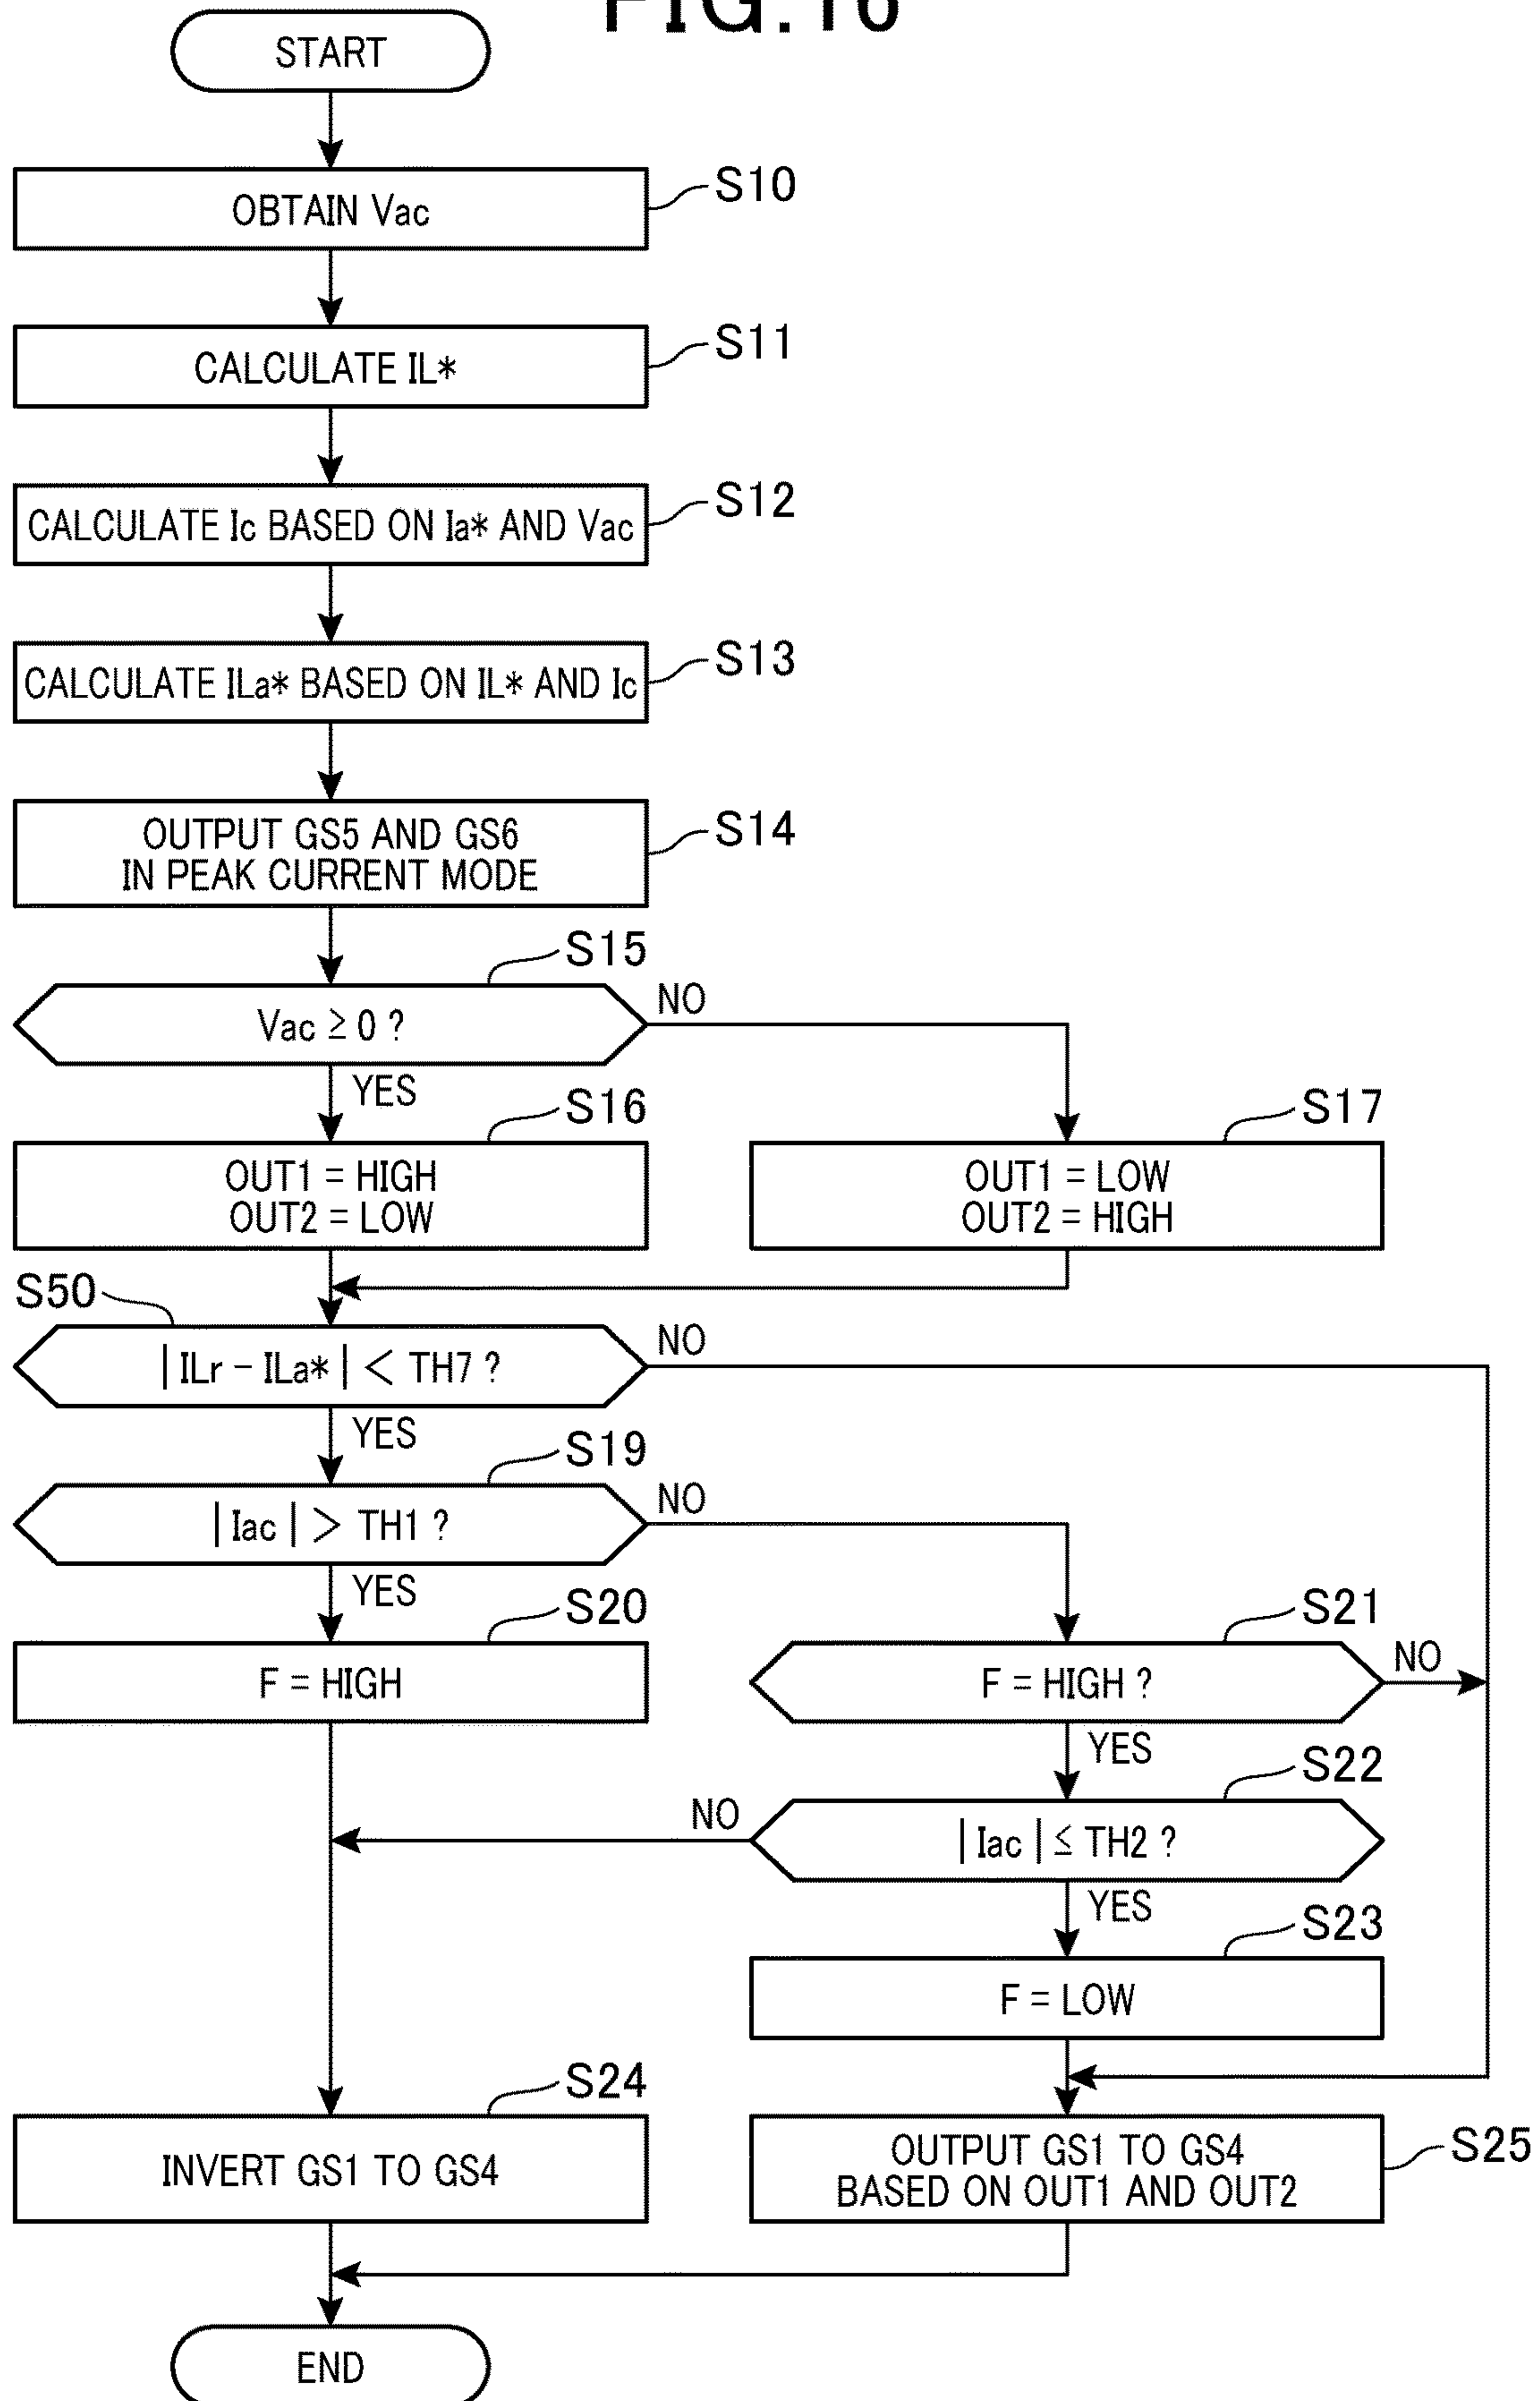 FIG.16
START
OBTAIN Vac
S10
CALCULATE IL*
S11
CALCULATE Ic BASED ON Ia* AND Vac
S12
CALCULATE ILa* BASED ON IL* AND Ic
S13
OUTPUT GS5 AND GS6
IN PEAK CURRENT MODE
S14
S15
Vac ≥ 0 ?
NO
YES
S16
S17
OUT1 = HIGH
OUT2 = LOW
OUT1 = LOW
OUT2 = HIGH
S50
| ILr − ILa* | < TH7 ?
NO
YES
S19
| Iac | > TH1 ?
NO
YES
S20
S21
F = HIGH
F = HIGH ?
NO
YES
S22
| Iac | ≤ TH2 ?
NO
YES
S23
F = LOW
S24
INVERT GS1 TO GS4
OUTPUT GS1 TO GS4
BASED ON OUT1 AND OUT2
S25
END